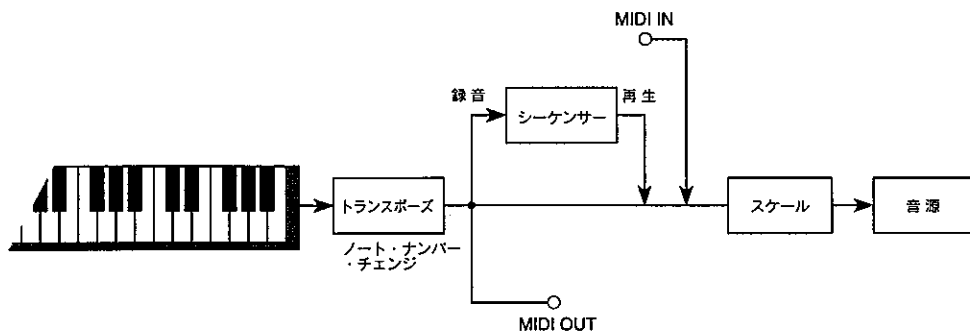 MIDI IN
録音
シーケンサー
再生
トランスポーズ
スケール
音源
ノート・ナンバー
・チェンジ
MIDI OUT